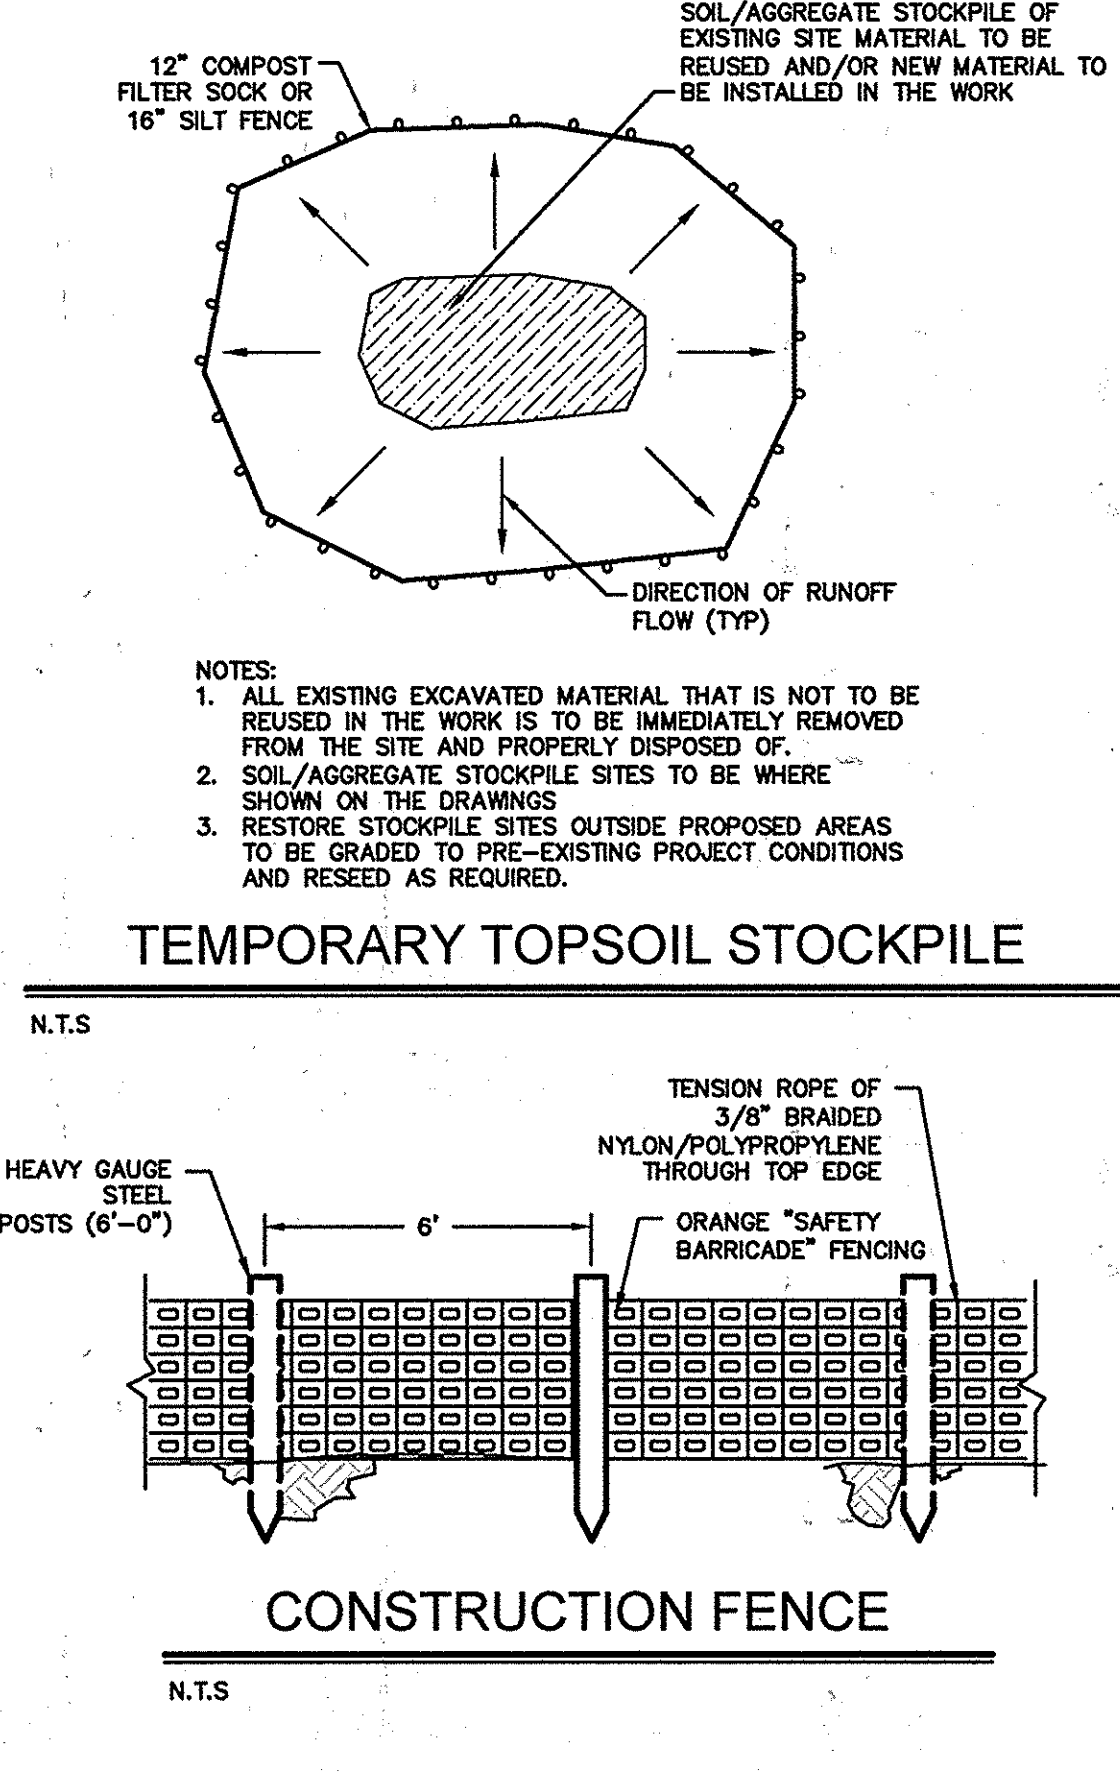 SOIL/AGGREGATE STOCKPILE OF
EXISTING SITE MATERIAL TO BE
REUSED AND/OR NEW MATERIAL TO
BE INSTALLED IN THE WORK
12" COMPOST
FILTER SOCK OR
16" SILT FENCE
DIRECTION OF RUNOFF
FLOW (TYP)
NOTES:
1. ALL EXISTING EXCAVATED MATERIAL THAT IS NOT TO BE
REUSED IN THE WORK IS TO BE IMMEDIATELY REMOVED
FROM THE SITE AND PROPERLY DISPOSED OF.
2. SOIL/AGGREGATE STOCKPILE SITES TO BE WHERE
SHOWN ON THE DRAWINGS
3. RESTORE STOCKPILE SITES OUTSIDE PROPOSED AREAS
TO BE GRADED TO PRE-EXISTING PROJECT CONDITIONS
AND RESEED AS REQUIRED.
TEMPORARY TOPSOIL STOCKPILE
N.T.S
TENSION ROPE OF
3/8" BRAIDED
NYLON/POLYPROPYLENE
THROUGH TOP EDGE
HEAVY GAUGE
STEEL
POSTS (6'-0")
6'
ORANGE "SAFETY
BARRICADE" FENCING
CONSTRUCTION FENCE
N.T.S